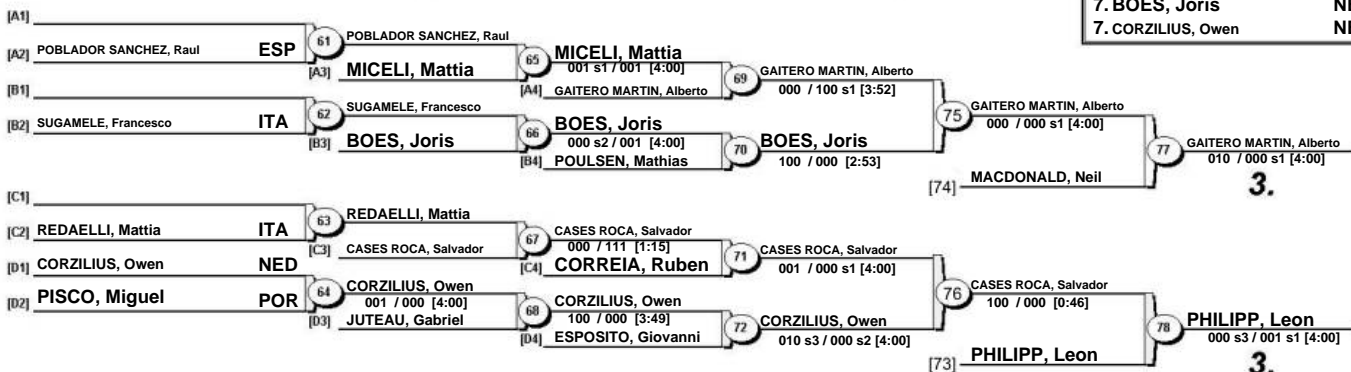 7. BOES, Joris
7. CORZILIUS, Owen
[A1]
[A2] POBLADOR SANCHEZ, Raul ESP
61
POBLADOR SANCHEZ, Raul
[A3] MICELI, Mattia
65
MICELI, Mattia
001 s1 / 001 [4:00]
[A4] GAITERO MARTIN, Alberto
69
GAITERO MARTIN, Alberto
000 / 100 s1 [3:52]
[B1]
[B2] SUGAMELE, Francesco ITA
62
SUGAMELE, Francesco
[B3] BOES, Joris
66
BOES, Joris
000 s2 / 001 [4:00]
[B4] POULSEN, Mathias
70
BOES, Joris
100 / 000 [2:53]
75
GAITERO MARTIN, Alberto
000 / 000 s1 [4:00]
[74] MACDONALD, Neil
77
GAITERO MARTIN, Alberto
010 / 000 s1 [4:00]
3.
[C1]
[C2] REDAELLI, Mattia ITA
63
REDAELLI, Mattia
[C3] CASES ROCA, Salvador
67
CASES ROCA, Salvador
000 / 111 [1:15]
[C4] CORREIA, Ruben
71
CASES ROCA, Salvador
001 / 000 s1 [4:00]
[D1] CORZILIUS, Owen NED
[D2] PISCO, Miguel POR
64
CORZILIUS, Owen
001 / 000 [4:00]
[D3] JUTEAU, Gabriel
68
CORZILIUS, Owen
100 / 000 [3:49]
[D4] ESPOSITO, Giovanni
72
CORZILIUS, Owen
010 s3 / 000 s2 [4:00]
76
CASES ROCA, Salvador
100 / 000 [0:46]
[73] PHILIPP, Leon
78
PHILIPP, Leon
000 s3 / 001 s1 [4:00]
3.